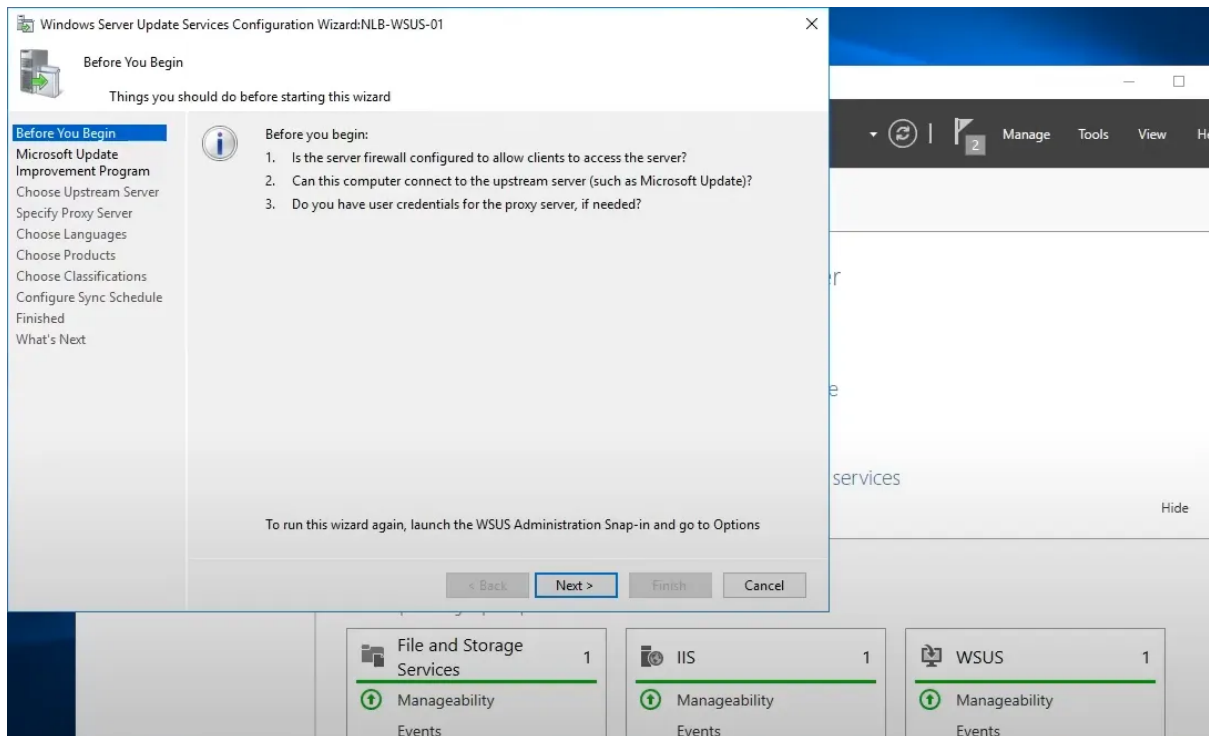 Windows Server Update Services Configuration Wizard:NLB-WSUS-01
Before You Begin
Things you should do before starting this wizard
Before You Begin
Microsoft Update
Improvement Program
Choose Upstream Server
Specify Proxy Server
Choose Languages
Choose Products
Choose Classifications
Configure Sync Schedule
Finished
What's Next
Before you begin:
1. Is the server firewall configured to allow clients to access the server?
2. Can this computer connect to the upstream server (such as Microsoft Update)?
3. Do you have user credentials for the proxy server, if needed?
To run this wizard again, launch the WSUS Administration Snap-in and go to Options
< Back
Next >
Finish
Cancel
2
Manage
Tools
View
services
Hide
File and Storage
Services
1
Manageability
Events
IIS
1
Manageability
Events
WSUS
1
Manageability
Events